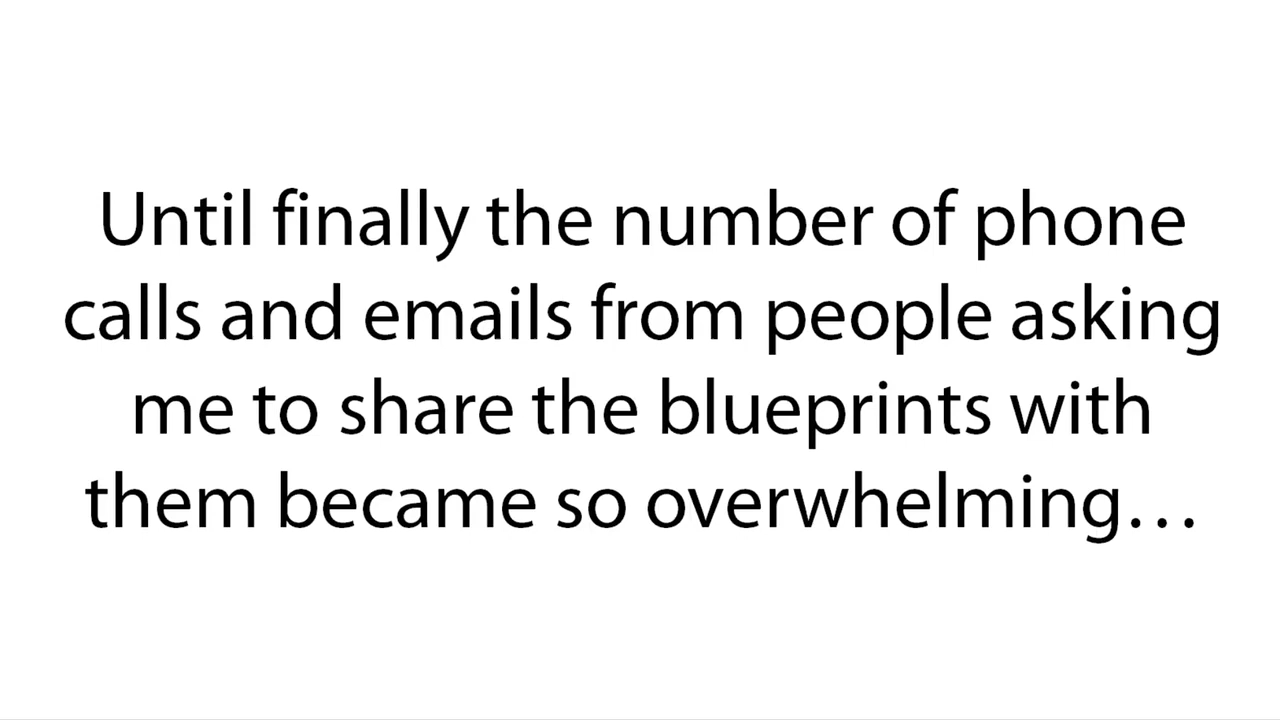 Until finally the number of phone
calls and emails from people asking
me to share the blueprints with
them became so overwhelming…